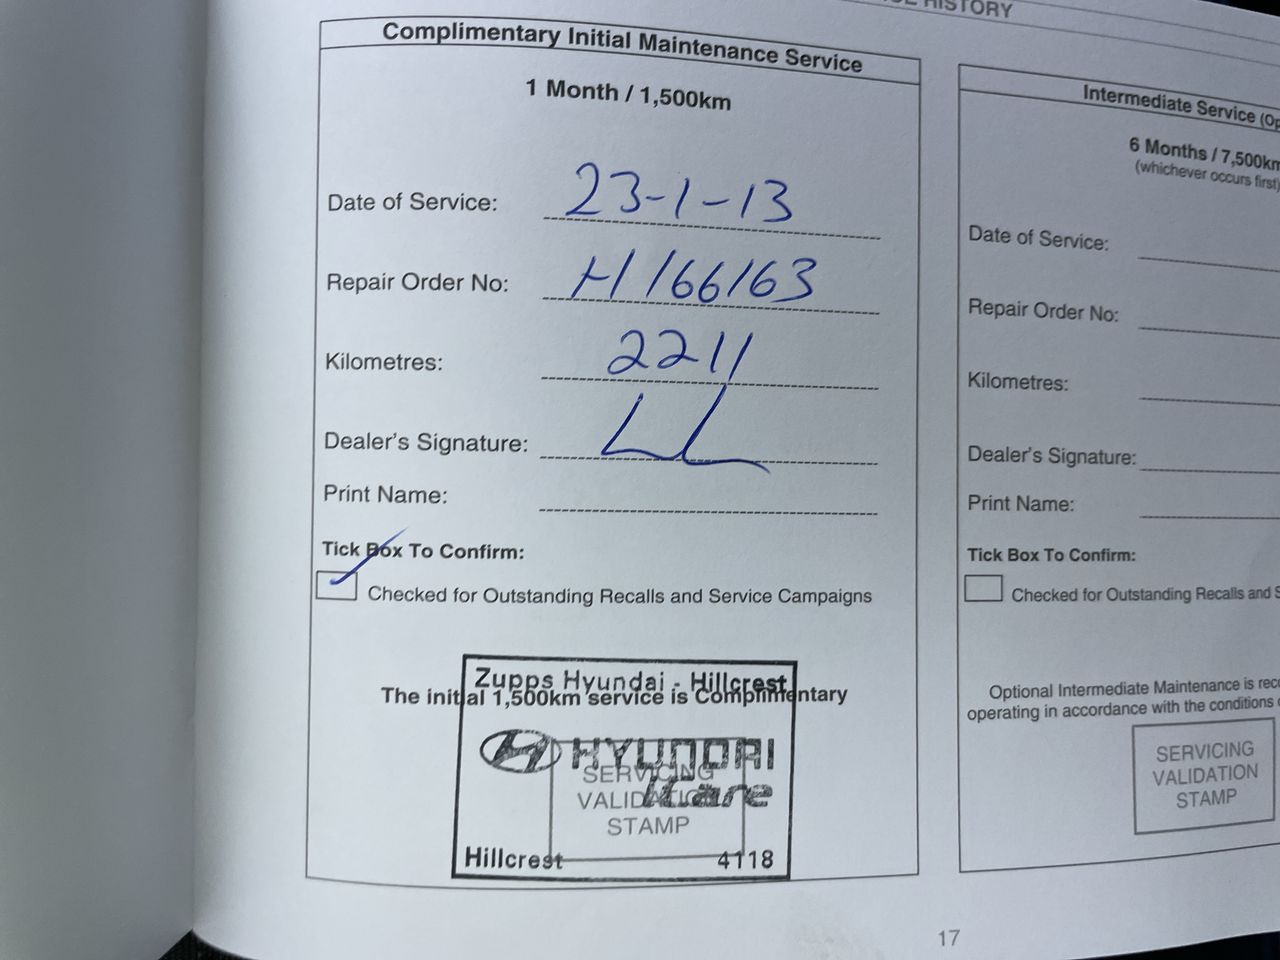 HISTORY
Complimentary Initial Maintenance Service
1 Month / 1,500km
Date of Service: 23-1-13
Repair Order No: H166163
Kilometres: 2211
Dealer's Signature:
Print Name:
Tick Box To Confirm:
Checked for Outstanding Recalls and Service Campaigns
Zupps Hyundai - Hillcrest
The initial 1,500km service is Complimentary
HYUNDAI
iCare
SERVICING
VALIDATION
STAMP
Hillcrest 4118
Intermediate Service (Op
6 Months / 7,500km
(whichever occurs first)
Date of Service:
Repair Order No:
Kilometres:
Dealer's Signature:
Print Name:
Tick Box To Confirm:
Checked for Outstanding Recalls and S
Optional Intermediate Maintenance is rec
operating in accordance with the conditions
SERVICING
VALIDATION
STAMP
17